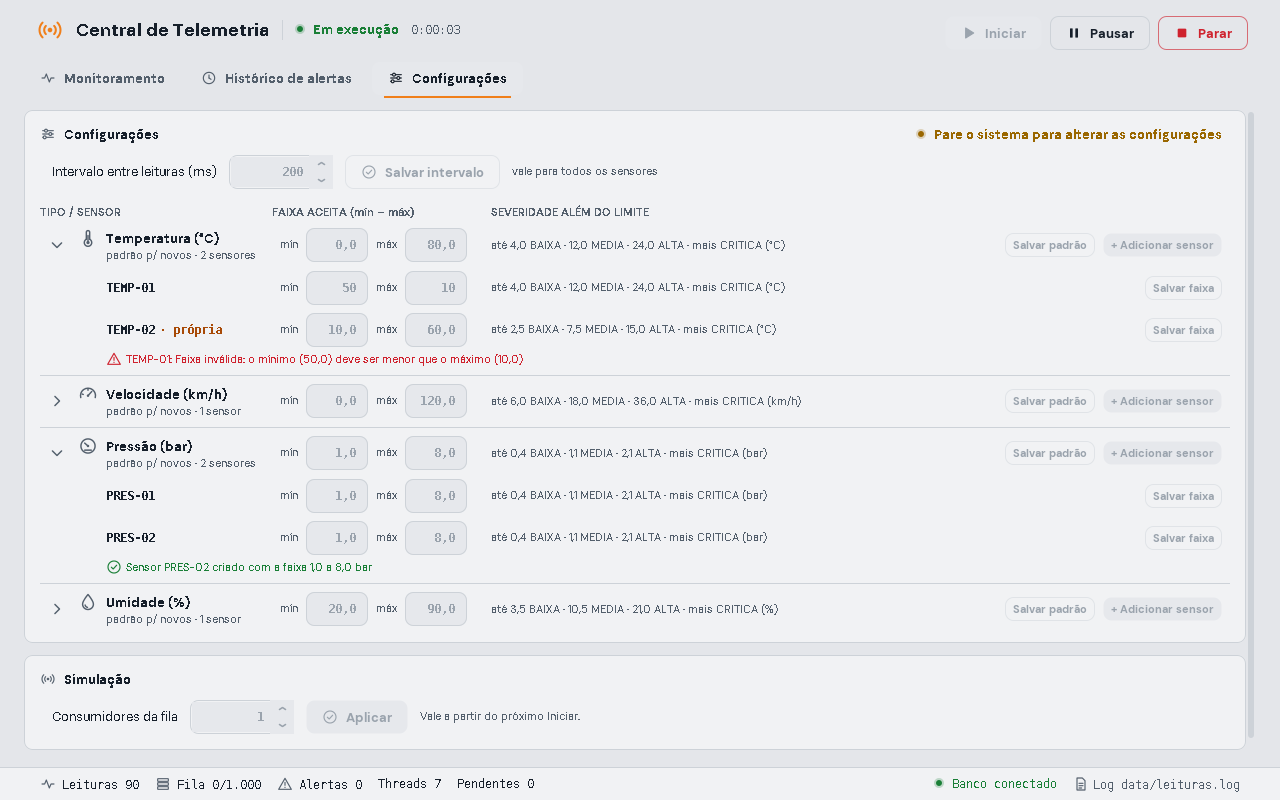 Central de Telemetria Em execução 0:00:03 Iniciar Pausar Parar
Monitoramento Histórico de alertas Configurações
Configurações Pare o sistema para alterar as configurações
Intervalo entre leituras (ms) 200 Salvar intervalo vale para todos os sensores
TIPO / SENSOR FAIXA ACEITA (mín – máx) SEVERIDADE ALÉM DO LIMITE
Temperatura (°C) mín 0,0 máx 80,0 até 4,0 BAIXA · 12,0 MEDIA · 24,0 ALTA · mais CRITICA (°C) Salvar padrão + Adicionar sensor
padrão p/ novos · 2 sensores
TEMP-01 mín 50 máx 10 até 4,0 BAIXA · 12,0 MEDIA · 24,0 ALTA · mais CRITICA (°C) Salvar faixa
TEMP-02 · própria mín 10,0 máx 60,0 até 2,5 BAIXA · 7,5 MEDIA · 15,0 ALTA · mais CRITICA (°C) Salvar faixa
TEMP-01: Faixa inválida: o mínimo (50,0) deve ser menor que o máximo (10,0)
Velocidade (km/h) mín 0,0 máx 120,0 até 6,0 BAIXA · 18,0 MEDIA · 36,0 ALTA · mais CRITICA (km/h) Salvar padrão + Adicionar sensor
padrão p/ novos · 1 sensor
Pressão (bar) mín 1,0 máx 8,0 até 0,4 BAIXA · 1,1 MEDIA · 2,1 ALTA · mais CRITICA (bar) Salvar padrão + Adicionar sensor
padrão p/ novos · 2 sensores
PRES-01 mín 1,0 máx 8,0 até 0,4 BAIXA · 1,1 MEDIA · 2,1 ALTA · mais CRITICA (bar) Salvar faixa
PRES-02 mín 1,0 máx 8,0 até 0,4 BAIXA · 1,1 MEDIA · 2,1 ALTA · mais CRITICA (bar) Salvar faixa
Sensor PRES-02 criado com a faixa 1,0 a 8,0 bar
Umidade (%) mín 20,0 máx 90,0 até 3,5 BAIXA · 10,5 MEDIA · 21,0 ALTA · mais CRITICA (%) Salvar padrão + Adicionar sensor
padrão p/ novos · 1 sensor
Simulação
Consumidores da fila 1 Aplicar Vale a partir do próximo Iniciar.
Leituras 90 Fila 0/1.000 Alertas 0 Threads 7 Pendentes 0 Banco conectado Log data/leituras.log